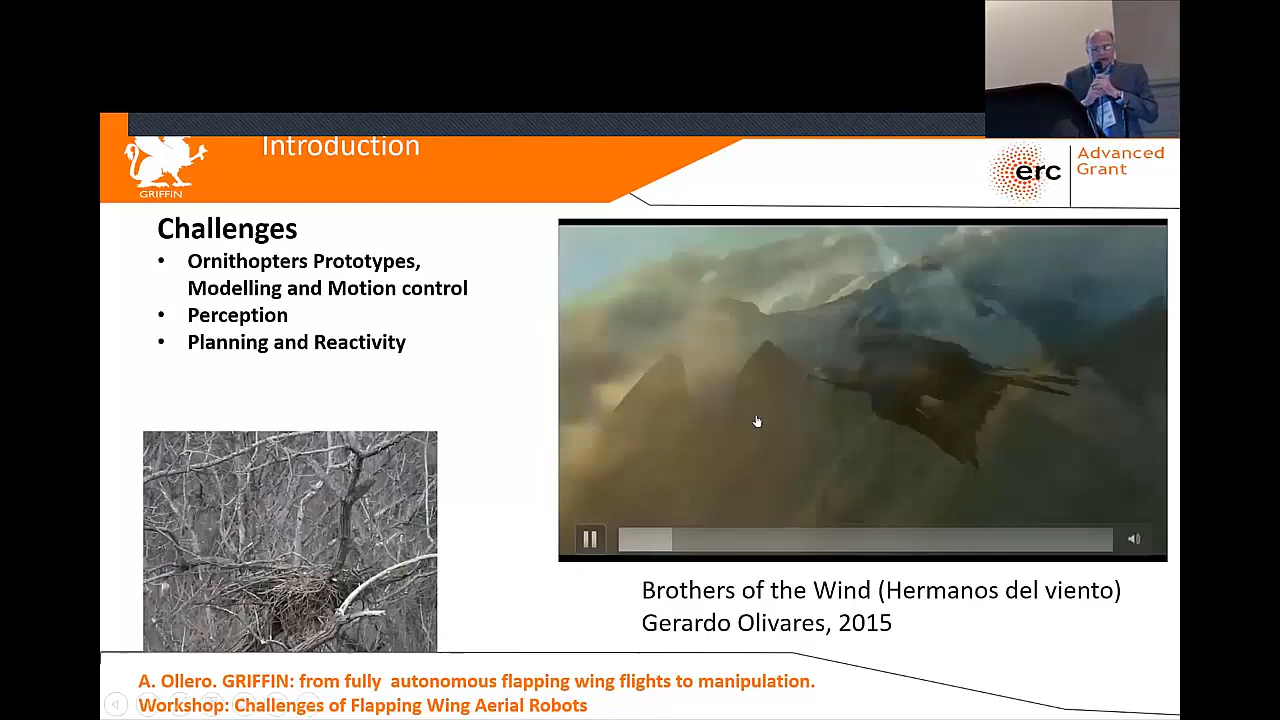 Introduction
GRIFFIN
erc
Advanced
Grant
Challenges
• Ornithopters Prototypes,
Modelling and Motion control
• Perception
• Planning and Reactivity
Brothers of the Wind (Hermanos del viento)
Gerardo Olivares, 2015
A. Ollero. GRIFFIN: from fully autonomous flapping wing flights to manipulation.
Workshop: Challenges of Flapping Wing Aerial Robots